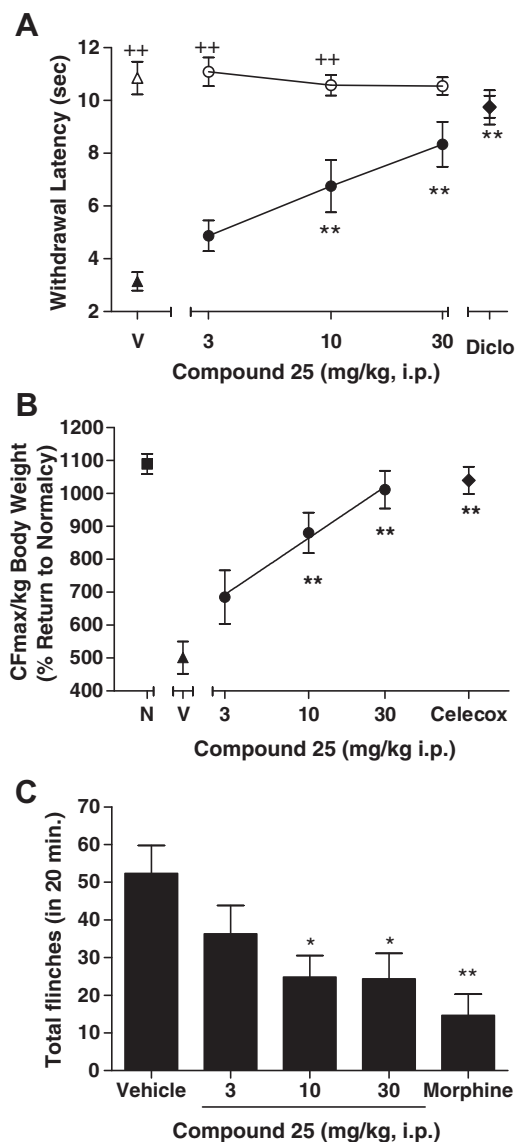 A
Withdrawal Latency (sec)
12
10
8
6
4
2
++
++
++
**
**
**
V
3
10
30
Diclo
Compound 25 (mg/kg, i.p.)
B
CFmax/kg Body Weight
(% Return to Normalcy)
1200
1100
1000
900
800
700
600
500
400
**
**
**
N
V
3
10
30
Celecox
Compound 25 (mg/kg i.p.)
C
Total flinches (in 20 min.)
70
60
50
40
30
20
10
0
*
*
**
Vehicle
3
10
30
Morphine
Compound 25 (mg/kg, i.p.)